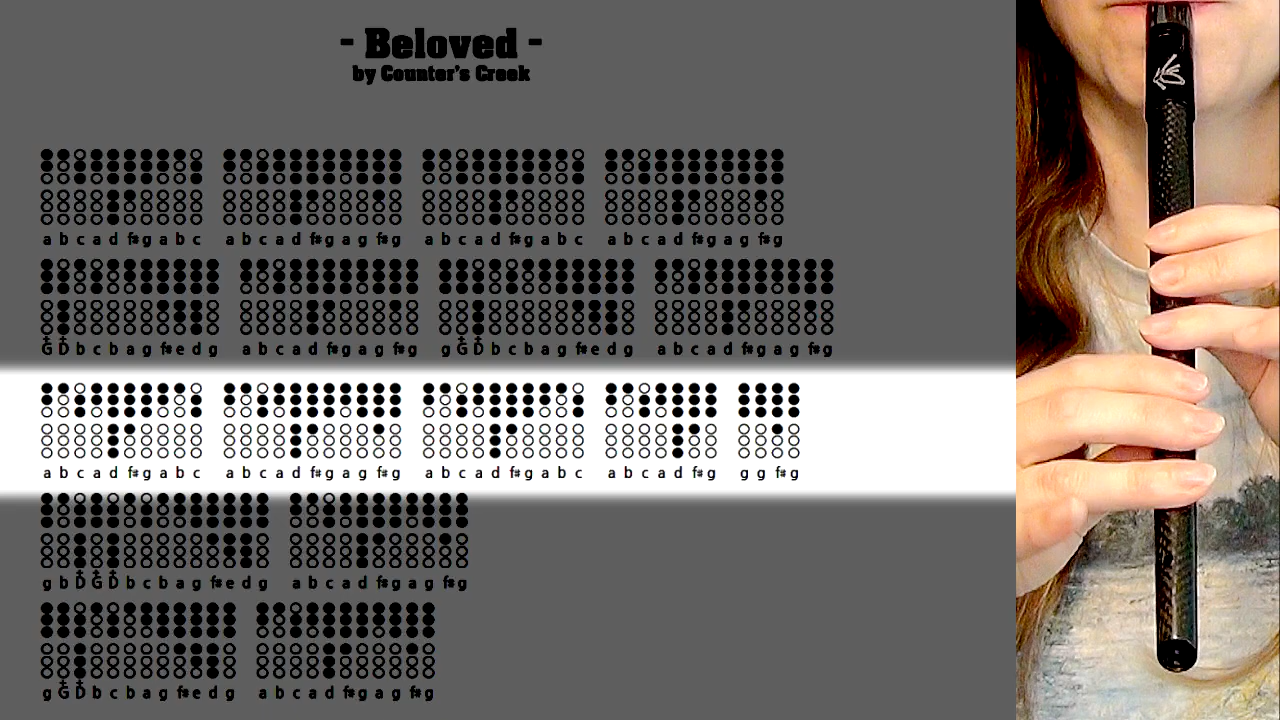 - Beloved -
by Counter's Creek
a b c a d f# g a b c a b c a d f# g a g f# g a b c a d f# g a b c a b c a d f# g a g f# g
G D b c b a g f# e d g a b c a d f# g a g f# g g G D b c b a g f# e d g a b c a d f# g a g f# g
a b c a d f# g a b c a b c a d f# g a g f# g a b c a d f# g a b c a b c a d f# g g g f# g
g b D G D b c b a g f# e d g a b c a d f# g a g f# g
g G D b c b a g f# e d g a b c a d f# g a g f# g